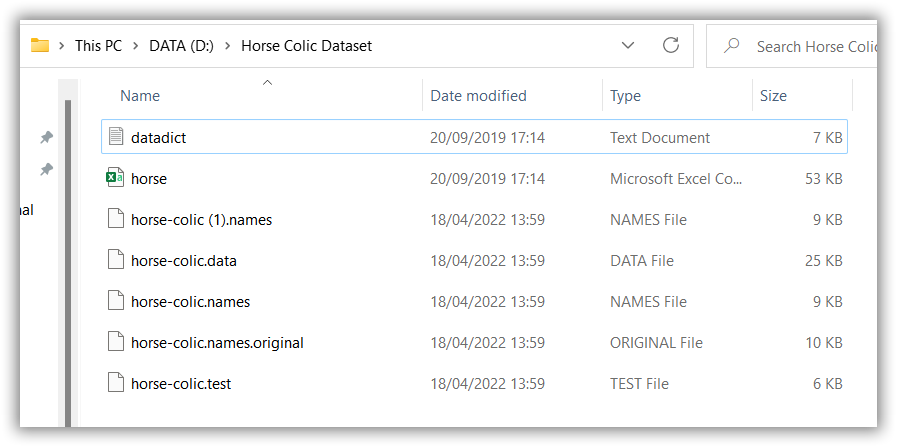 This PC > DATA (D:) > Horse Colic Dataset
Search Horse Colic
Name Date modified Type Size
datadict 20/09/2019 17:14 Text Document 7 KB
horse 20/09/2019 17:14 Microsoft Excel Co... 53 KB
horse-colic (1).names 18/04/2022 13:59 NAMES File 9 KB
nal
horse-colic.data 18/04/2022 13:59 DATA File 25 KB
horse-colic.names 18/04/2022 13:59 NAMES File 9 KB
horse-colic.names.original 18/04/2022 13:59 ORIGINAL File 10 KB
horse-colic.test 18/04/2022 13:59 TEST File 6 KB